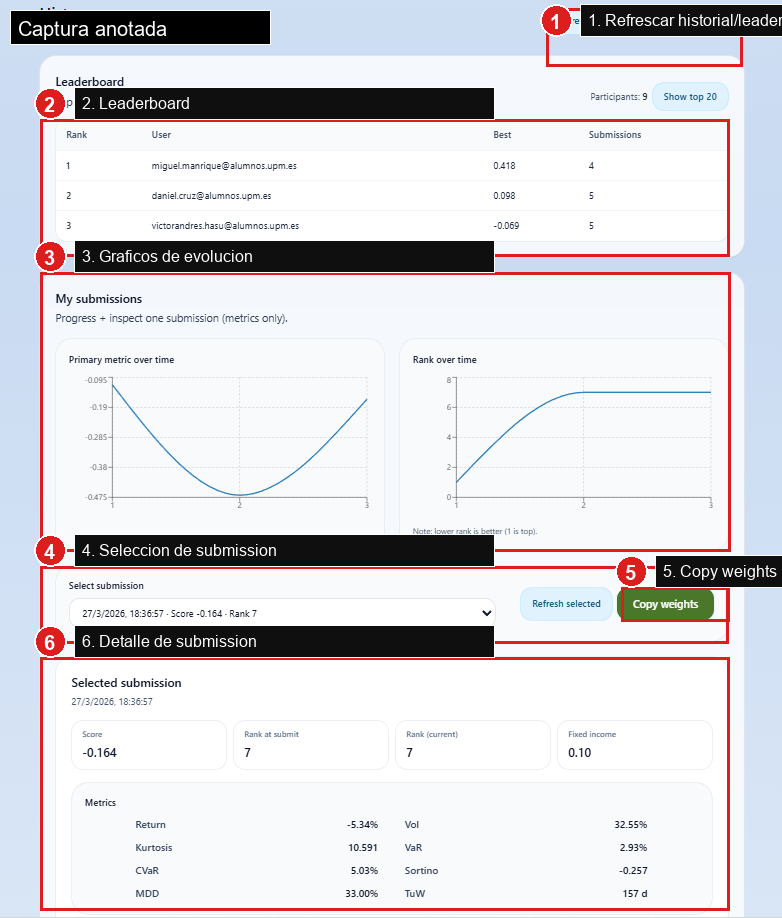 Captura anotada
1
1. Refrescar historial/leader
Leaderboard
Participants: 9
Show top 20
2
2. Leaderboard
Rank User Best Submissions
1 miguel.manrique@alumnos.upm.es 0.418 4
2 daniel.cruz@alumnos.upm.es 0.098 5
3 victorandres.hasu@alumnos.upm.es -0.069 5
3
3. Graficos de evolucion
My submissions
Progress + inspect one submission (metrics only).
Primary metric over time
-0.095
-0.19
-0.285
-0.38
-0.475
1 2 3
Rank over time
8
6
4
2
0
1 2 3
Note: lower rank is better (1 is top).
4
4. Seleccion de submission
5
5. Copy weights
Select submission
27/3/2026, 18:36:57 · Score -0.164 · Rank 7
Refresh selected
Copy weights
6
6. Detalle de submission
Selected submission
27/3/2026, 18:36:57
Score
-0.164
Rank at submit
7
Rank (current)
7
Fixed income
0.10
Metrics
Return -5.34% Vol 32.55%
Kurtosis 10.591 VaR 2.93%
CVaR 5.03% Sortino -0.257
MDD 33.00% TuW 157 d